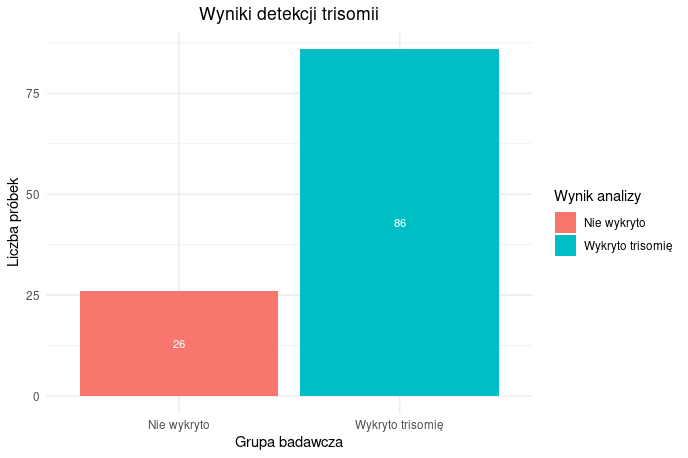 Wyniki detekcji trisomii
Liczba próbek
75
50
25
0
86
26
Nie wykryto
Wykryto trisomię
Grupa badawcza
Wynik analizy
Nie wykryto
Wykryto trisomię